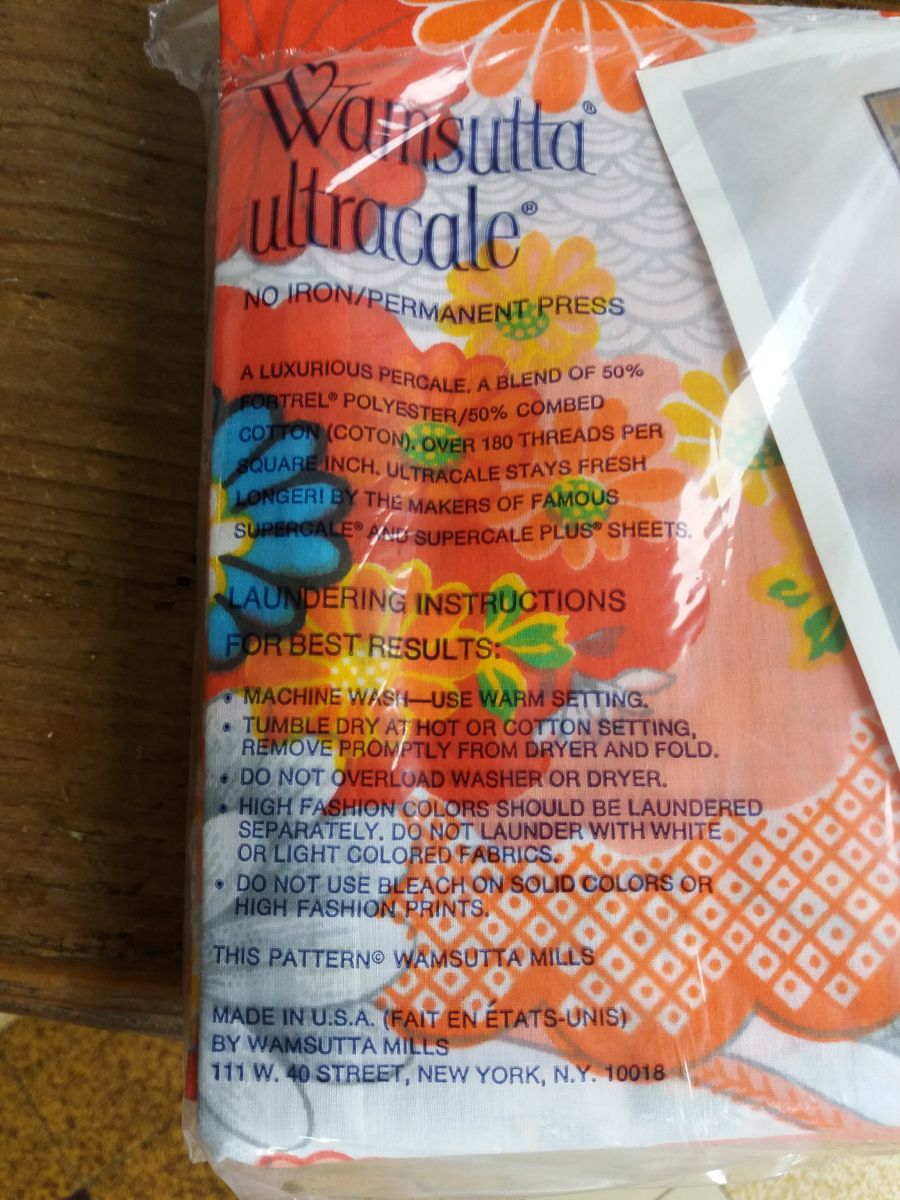 Wamsutta®
ultracale®
NO IRON/PERMANENT PRESS
A LUXURIOUS PERCALE. A BLEND OF 50%
FORTREL® POLYESTER/50% COMBED
COTTON (COTON). OVER 180 THREADS PER
SQUARE INCH. ULTRACALE STAYS FRESH
LONGER! BY THE MAKERS OF FAMOUS
SUPERCALE® AND SUPERCALE PLUS® SHEETS.
LAUNDERING INSTRUCTIONS
FOR BEST RESULTS:
• MACHINE WASH—USE WARM SETTING.
• TUMBLE DRY AT HOT OR COTTON SETTING,
REMOVE PROMPTLY FROM DRYER AND FOLD.
• DO NOT OVERLOAD WASHER OR DRYER.
• HIGH FASHION COLORS SHOULD BE LAUNDERED
SEPARATELY. DO NOT LAUNDER WITH WHITE
OR LIGHT COLORED FABRICS.
• DO NOT USE BLEACH ON SOLID COLORS OR
HIGH FASHION PRINTS.
THIS PATTERN© WAMSUTTA MILLS
MADE IN U.S.A. (FAIT EN ÉTATS-UNIS)
BY WAMSUTTA MILLS
111 W. 40 STREET, NEW YORK, N.Y. 10018